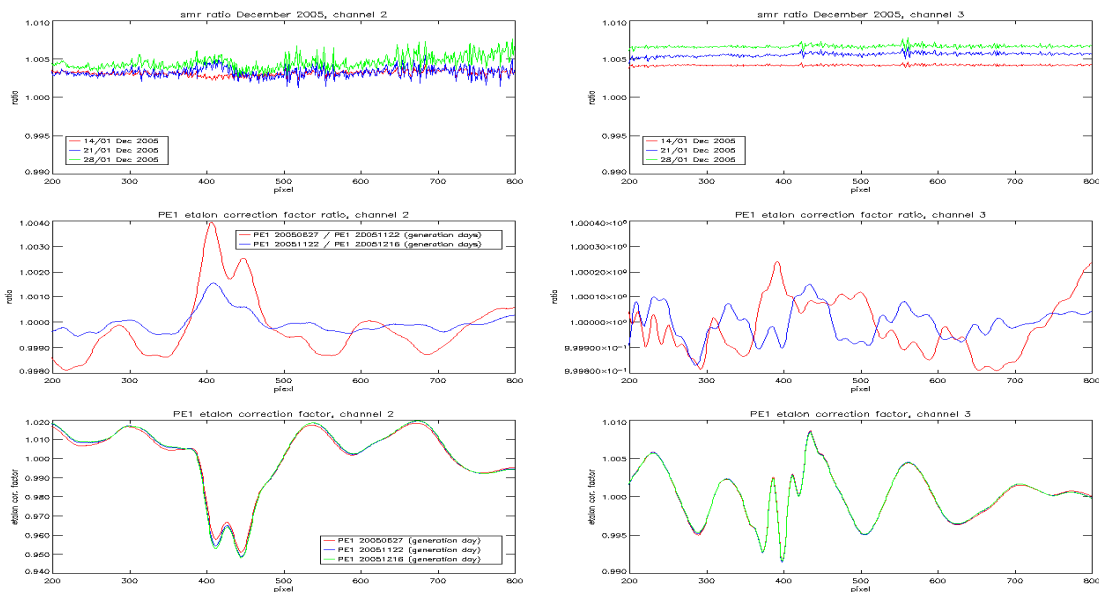 smr ratio December 2005, channel 2
1.010
1.005
1.000
0.995
0.990
ratio
14/01 Dec 2005
21/01 Dec 2005
28/01 Dec 2005
200 300 400 500 600 700 800
pixel
smr ratio December 2005, channel 3
1.010
1.005
1.000
0.995
0.990
ratio
14/01 Dec 2005
21/01 Dec 2005
28/01 Dec 2005
200 300 400 500 600 700 800
pixel
PE1 etalon correction factor ratio, channel 2
1.0040
1.0030
1.0020
1.0010
1.0000
0.9990
0.9980
ratio
PE1 20050827 / PE1 20051122 (generation days)
PE1 20051122 / PE1 20051216 (generation days)
200 300 400 500 600 700 800
piexl
PE1 etalon correction factor ratio, channel 3
1.00040×10⁰
1.00030×10⁰
1.00020×10⁰
1.00010×10⁰
1.00000×10⁰
9.99900×10⁻¹
9.99800×10⁻¹
ratio
200 300 400 500 600 700 800
pixel
PE1 etalon correction factor, channel 2
1.020
1.010
1.000
0.990
0.980
0.970
0.960
0.950
0.940
etalon cor. factor
PE1 20050827 (generation day)
PE1 20051122 (generation day)
PE1 20051216 (generation day)
200 300 400 500 600 700 800
pixel
PE1 etalon correction factor, channel 3
1.010
1.005
1.000
0.995
0.990
etalon cor. factor
200 300 400 500 600 700 800
pixel